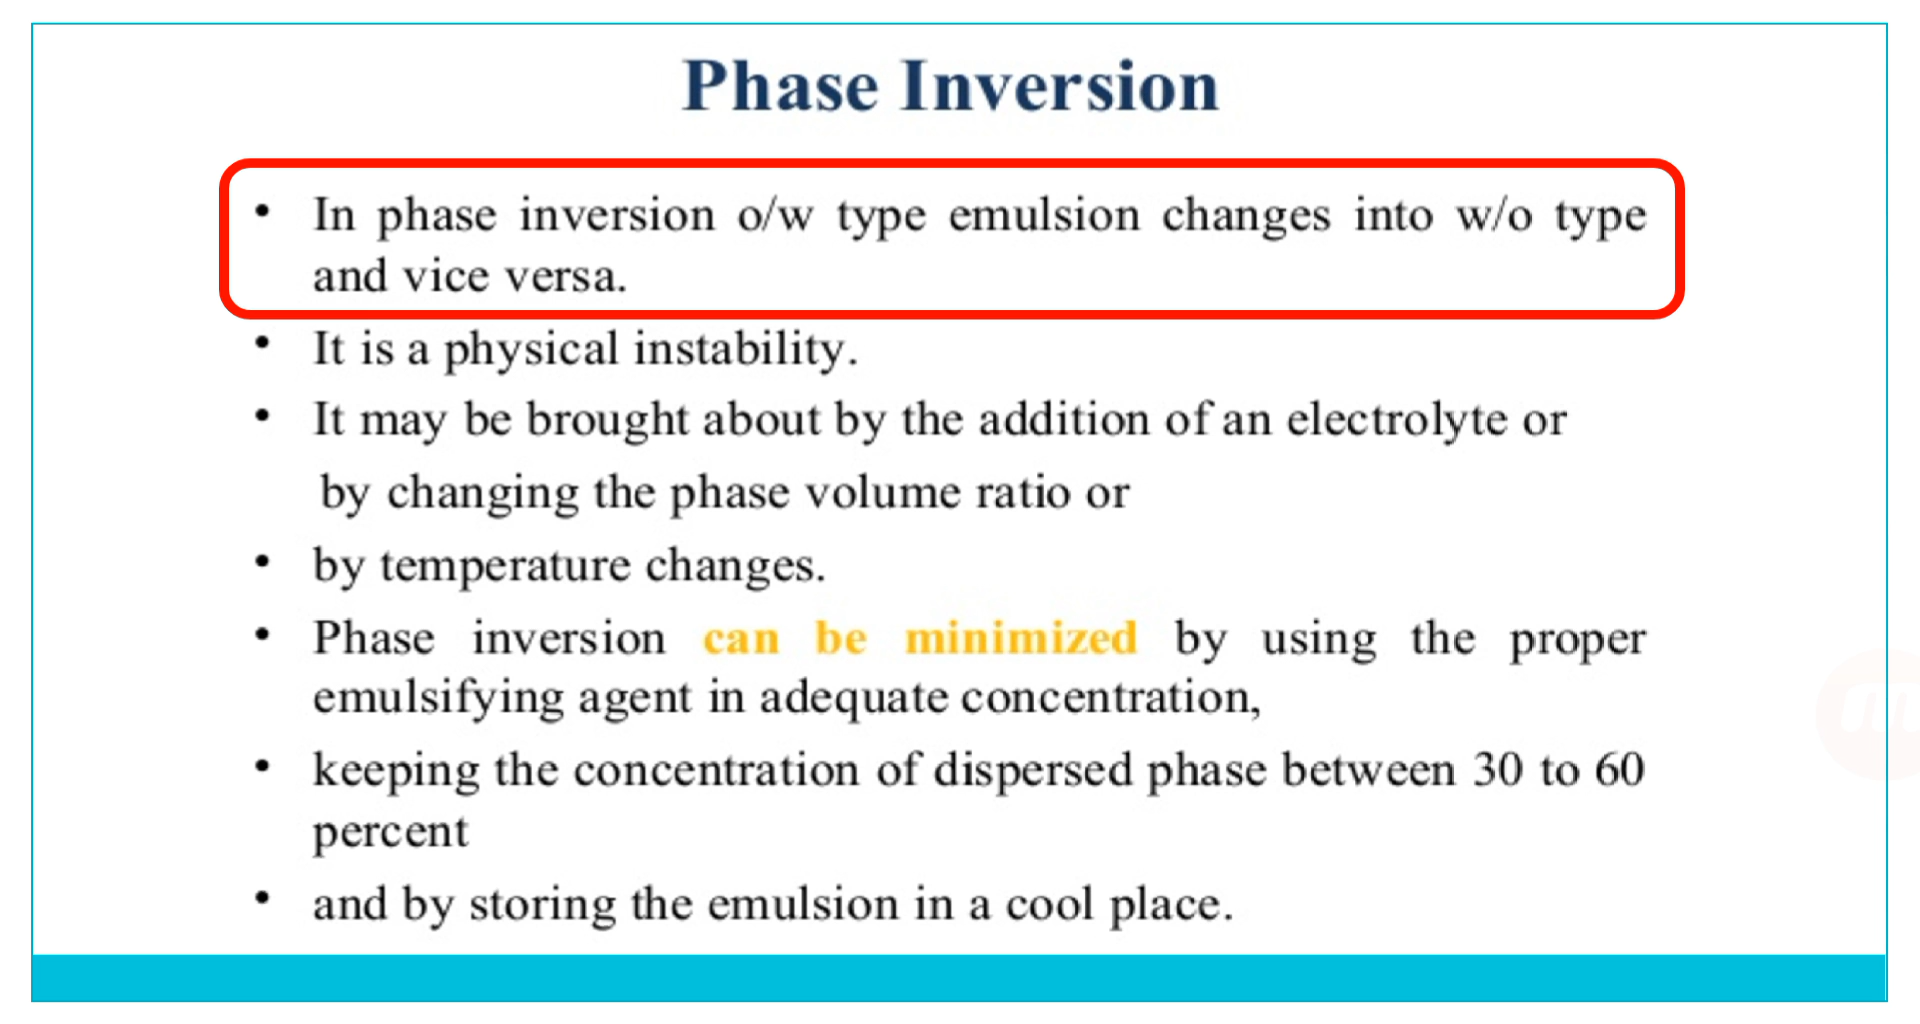 Phase Inversion
• In phase inversion o/w type emulsion changes into w/o type
and vice versa.
• It is a physical instability.
• It may be brought about by the addition of an electrolyte or
by changing the phase volume ratio or
• by temperature changes.
• Phase inversion can be minimized by using the proper
emulsifying agent in adequate concentration,
• keeping the concentration of dispersed phase between 30 to 60
percent
• and by storing the emulsion in a cool place.